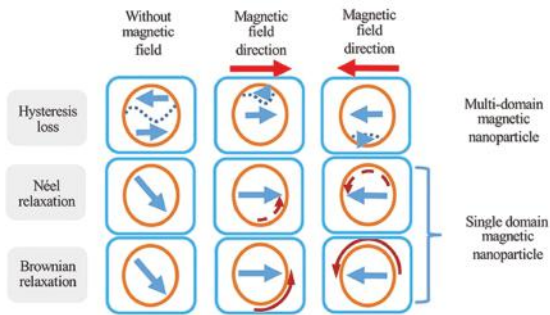 Without
magnetic
field
Magnetic
field
direction
Magnetic
field
direction
Hysteresis
loss
Multi-domain
magnetic
nanoparticle
Néel
relaxation
Single domain
magnetic
nanoparticle
Brownian
relaxation